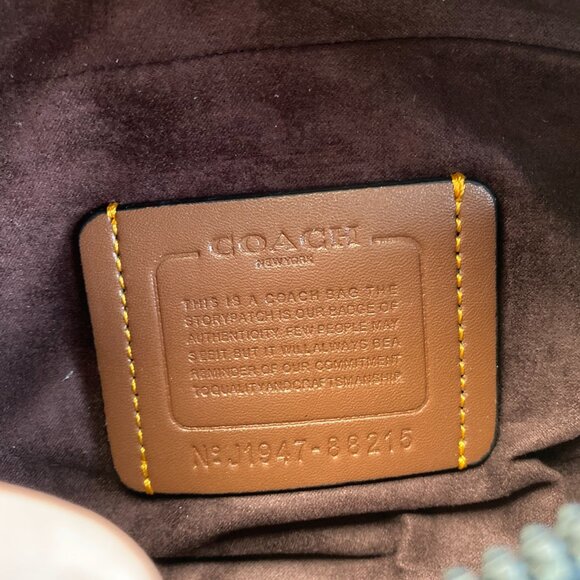 COACH
NEW YORK
THIS IS A COACH BAG THE
STORYPATCH IS OUR BADGE OF
AUTHENTICITY. FEW PEOPLE MAY
SEE IT, BUT IT WILL ALWAYS BE A
REMINDER OF OUR COMMITMENT
TO QUALITY AND CRAFTSMANSHIP.
Nº J1947-88215